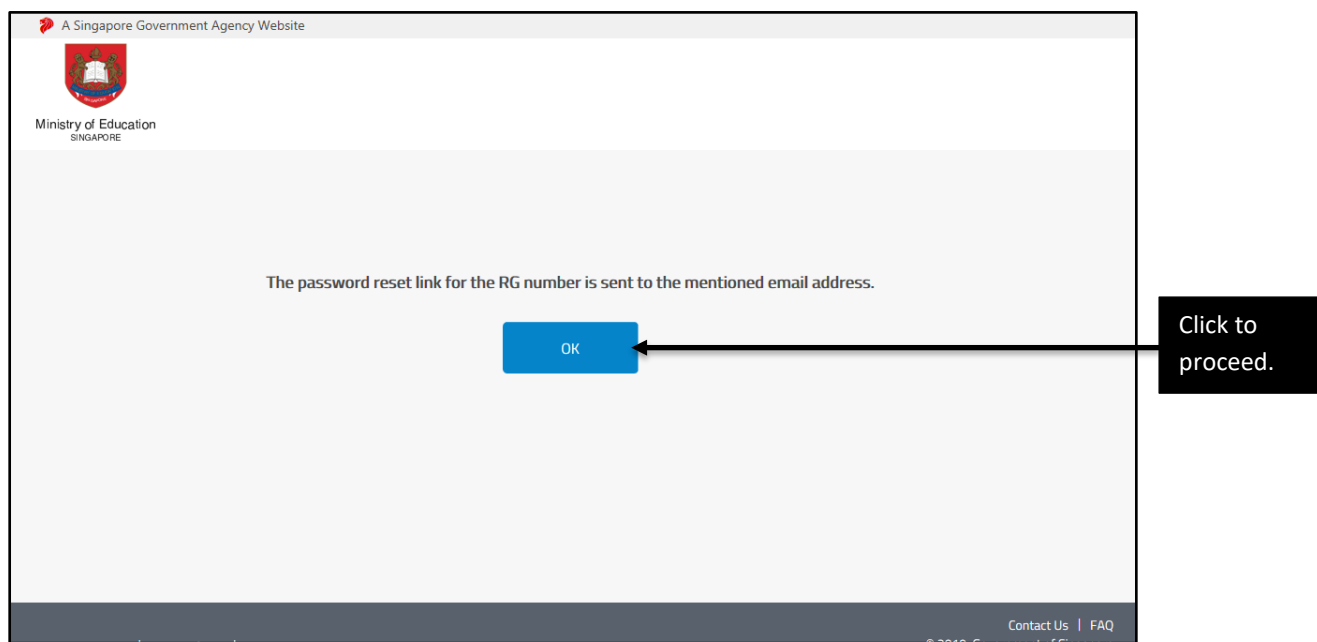 A Singapore Government Agency Website
Ministry of Education
SINGAPORE
The password reset link for the RG number is sent to the mentioned email address.
OK
Click to
proceed.
Contact Us | FAQ